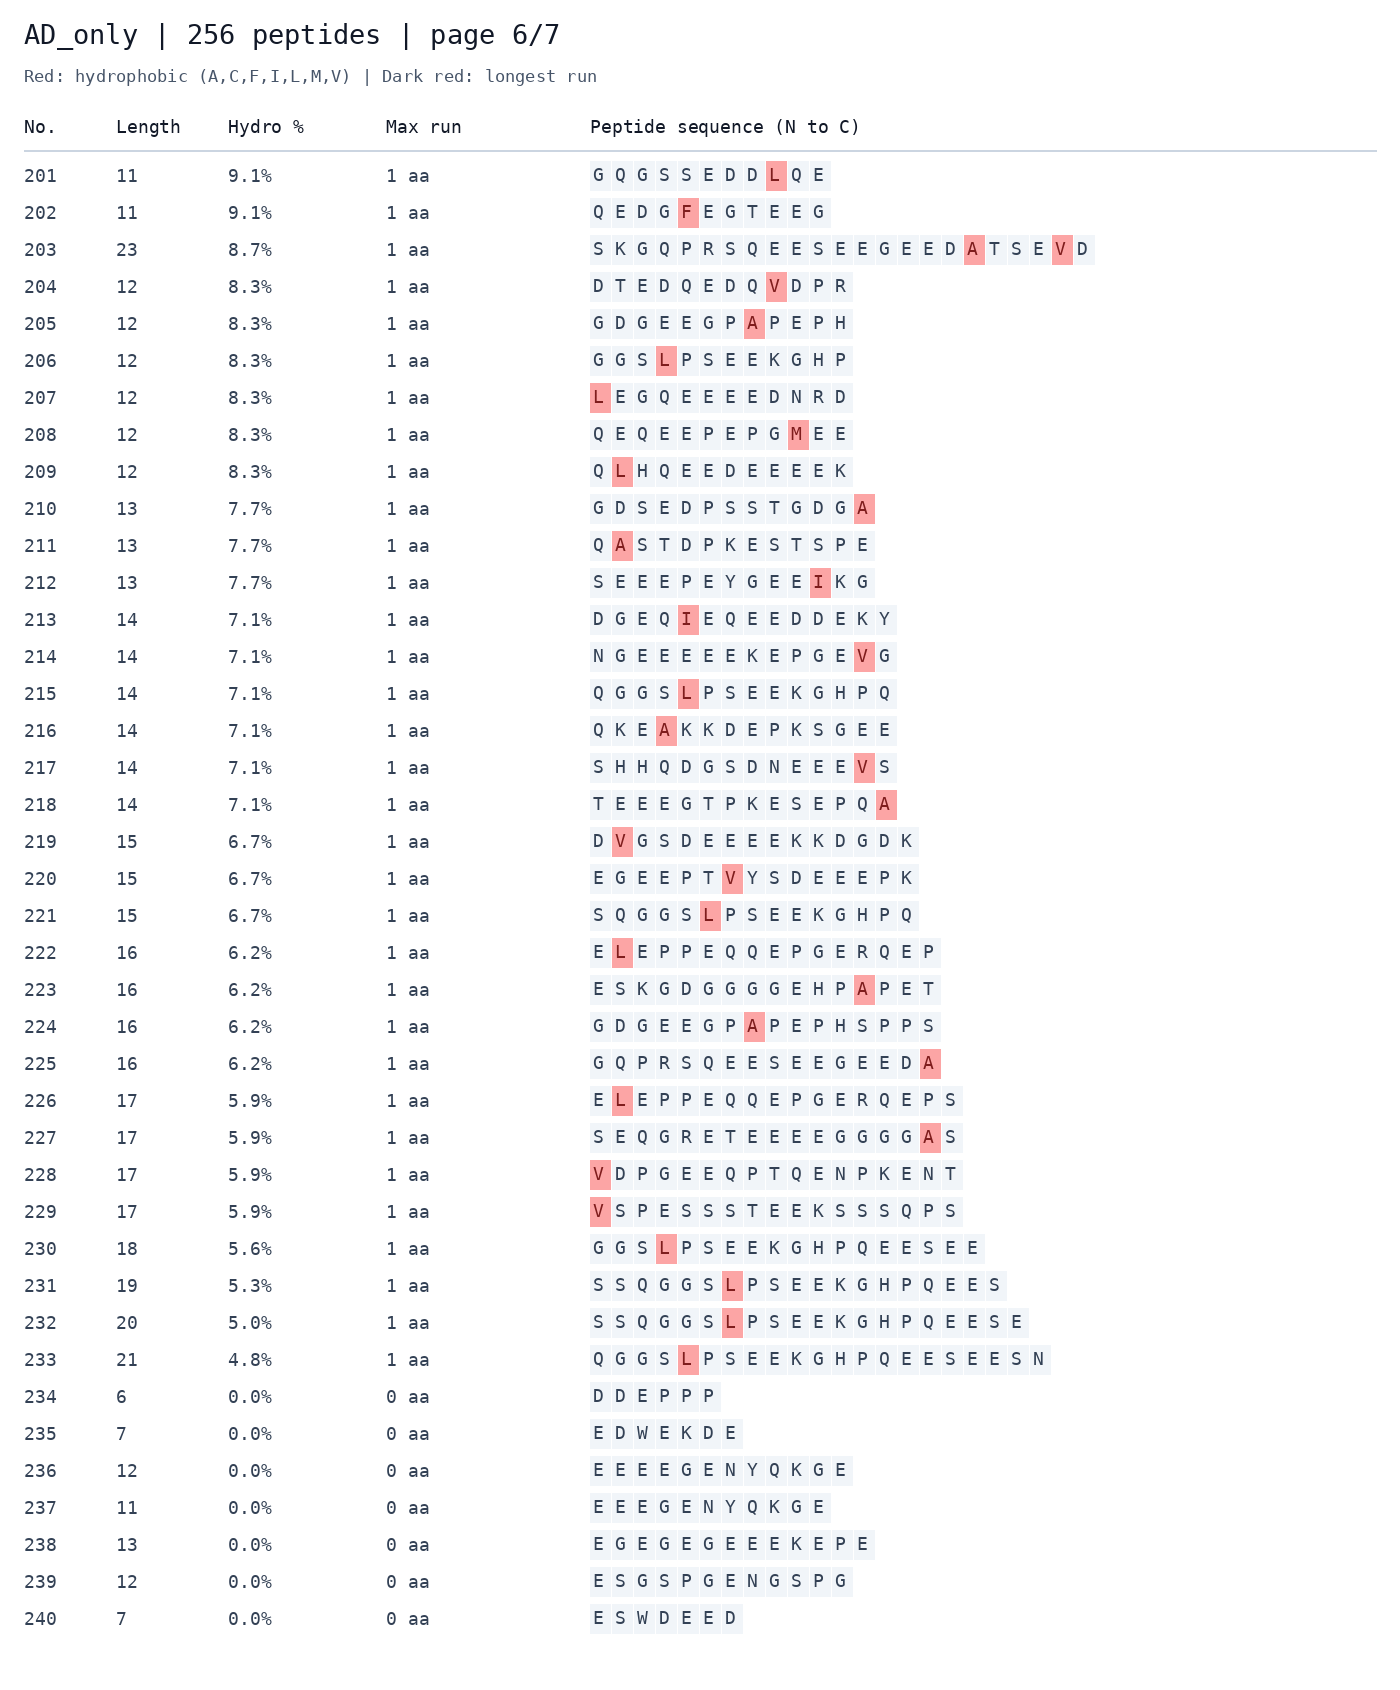 AD_only | 256 peptides | page 6/7
Red: hydrophobic (A,C,F,I,L,M,V) | Dark red: longest run
No. Length Hydro % Max run Peptide sequence (N to C)
201 11 9.1% 1 aa G Q G S S E D D L Q E
202 11 9.1% 1 aa Q E D G F E G T E E G
203 23 8.7% 1 aa S K G Q P R S Q E E S E E G E E D A T S E V D
204 12 8.3% 1 aa D T E D Q E D Q V D P R
205 12 8.3% 1 aa G D G E E G P A P E P H
206 12 8.3% 1 aa G G S L P S E E K G H P
207 12 8.3% 1 aa L E G Q E E E E D N R D
208 12 8.3% 1 aa Q E Q E E P E P G M E E
209 12 8.3% 1 aa Q L H Q E E D E E E E K
210 13 7.7% 1 aa G D S E D P S S T G D G A
211 13 7.7% 1 aa Q A S T D P K E S T S P E
212 13 7.7% 1 aa S E E E P E Y G E E I K G
213 14 7.1% 1 aa D G E Q I E Q E E D D E K Y
214 14 7.1% 1 aa N G E E E E E K E P G E V G
215 14 7.1% 1 aa Q G G S L P S E E K G H P Q
216 14 7.1% 1 aa Q K E A K K D E P K S G E E
217 14 7.1% 1 aa S H H Q D G S D N E E E V S
218 14 7.1% 1 aa T E E E G T P K E S E P Q A
219 15 6.7% 1 aa D V G S D E E E E K K D G D K
220 15 6.7% 1 aa E G E E P T V Y S D E E E P K
221 15 6.7% 1 aa S Q G G S L P S E E K G H P Q
222 16 6.2% 1 aa E L E P P E Q Q E P G E R Q E P
223 16 6.2% 1 aa E S K G D G G G G E H P A P E T
224 16 6.2% 1 aa G D G E E G P A P E P H S P P S
225 16 6.2% 1 aa G Q P R S Q E E S E E G E E D A
226 17 5.9% 1 aa E L E P P E Q Q E P G E R Q E P S
227 17 5.9% 1 aa S E Q G R E T E E E E G G G G A S
228 17 5.9% 1 aa V D P G E E Q P T Q E N P K E N T
229 17 5.9% 1 aa V S P E S S S T E E K S S S Q P S
230 18 5.6% 1 aa G G S L P S E E K G H P Q E E S E E
231 19 5.3% 1 aa S S Q G G S L P S E E K G H P Q E E S
232 20 5.0% 1 aa S S Q G G S L P S E E K G H P Q E E S E
233 21 4.8% 1 aa Q G G S L P S E E K G H P Q E E S E E S N
234 6 0.0% 0 aa D D E P P P
235 7 0.0% 0 aa E D W E K D E
236 12 0.0% 0 aa E E E E G E N Y Q K G E
237 11 0.0% 0 aa E E E G E N Y Q K G E
238 13 0.0% 0 aa E G E G E G E E E K E P E
239 12 0.0% 0 aa E S G S P G E N G S P G
240 7 0.0% 0 aa E S W D E E D